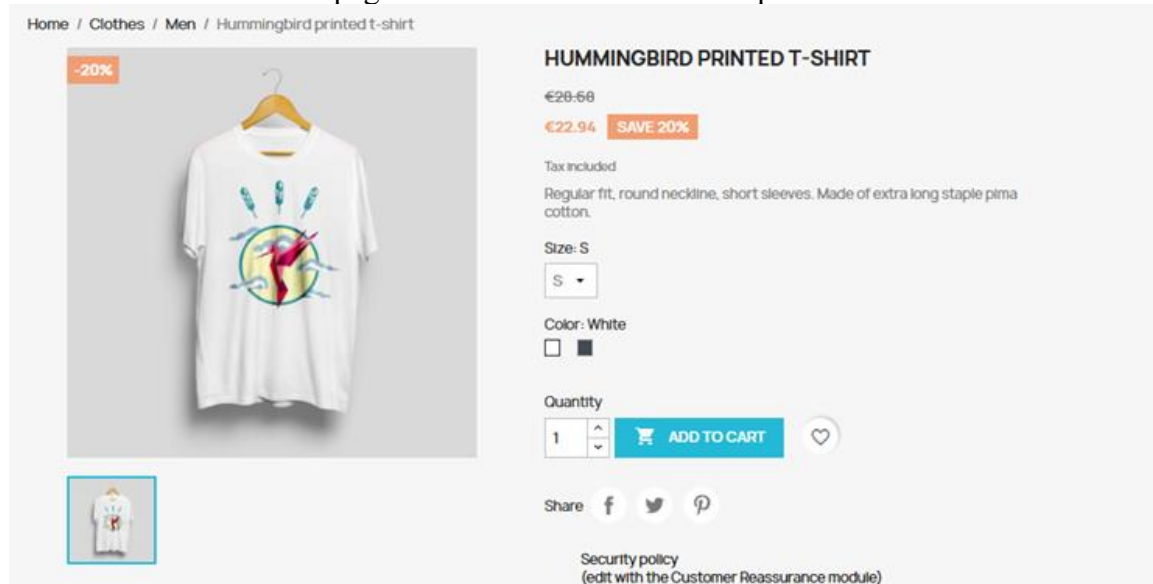 Home / Clothes / Men / Hummingbird printed t-shirt
-20%
HUMMINGBIRD PRINTED T-SHIRT
€28.68
€22.94 SAVE 20%
Tax included
Regular fit, round neckline, short sleeves. Made of extra long staple pima
cotton.
Size: S
S
Color: White
Quantity
1 ADD TO CART
Share
Security policy
(edit with the Customer Reassurance module)